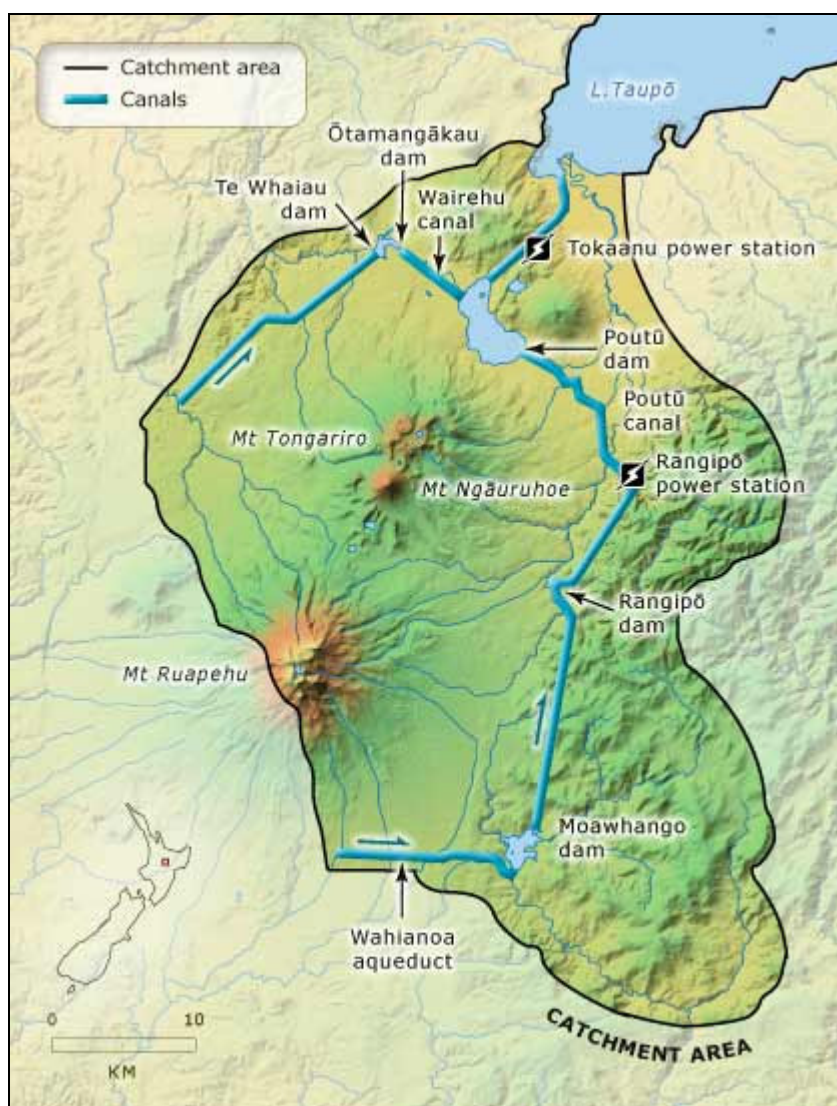 Catchment area
Canals
L.Taupō
Ōtamangākau
dam
Te Whaiau
dam
Wairehu
canal
Tokaanu power station
Poutū
dam
Poutū
canal
Mt Tongariro
Mt Ngāuruhoe
Rangipō
power station
Rangipō
dam
Mt Ruapehu
Moawhango
dam
Wahianoa
aqueduct
0 10
KM
CATCHMENT AREA